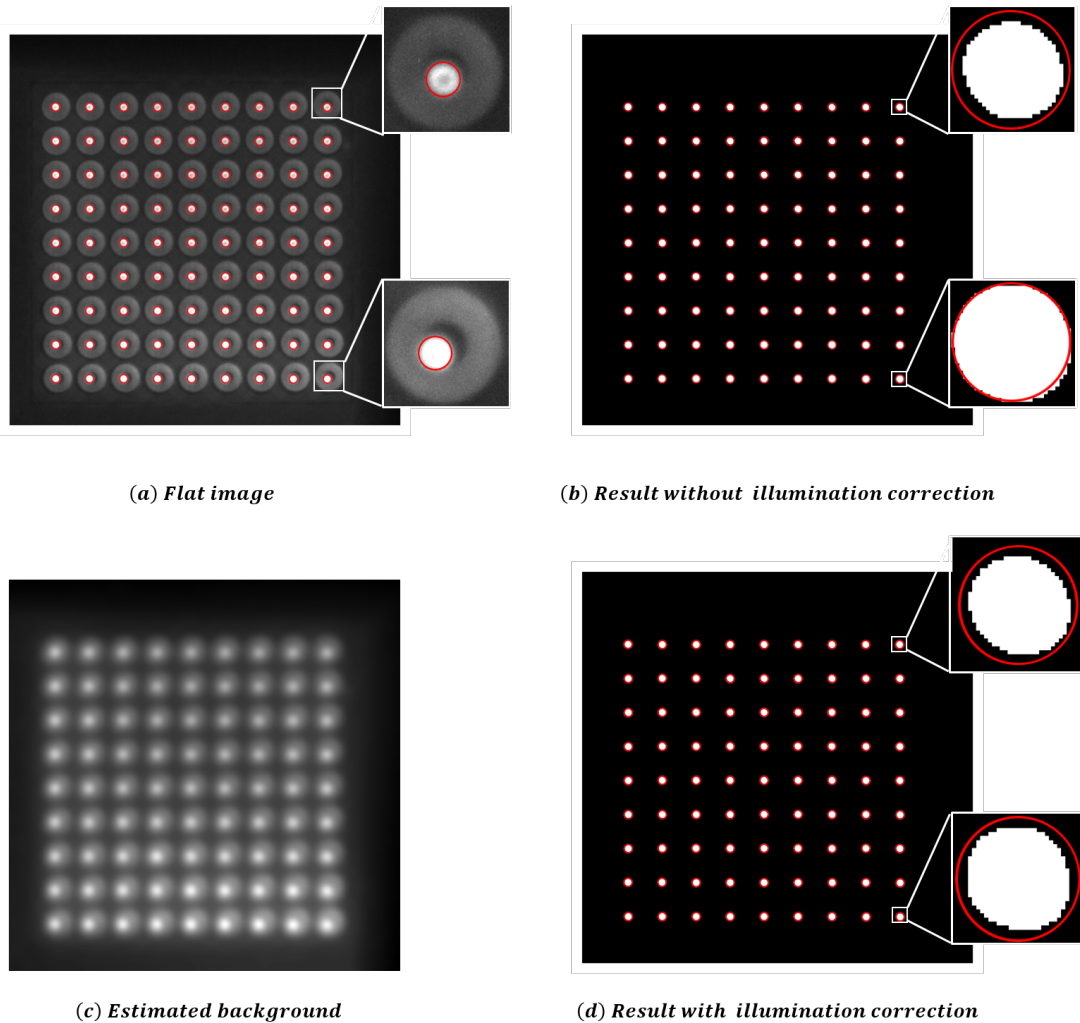 (a) Flat image
(b) Result without illumination correction
(c) Estimated background
(d) Result with illumination correction